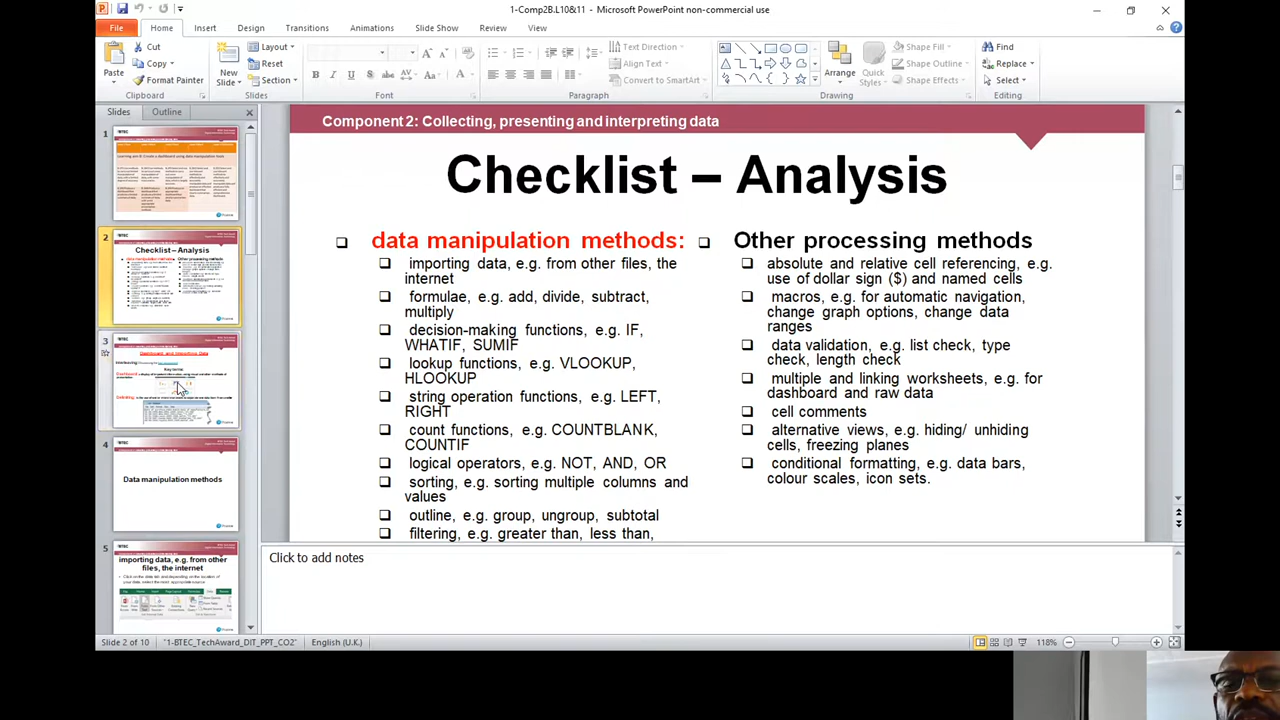 1-Comp2B.L10&11 - Microsoft PowerPoint non-commercial use
File Home Insert Design Transitions Animations Slide Show Review View
Paste
Cut
Copy
Format Painter
Clipboard
New Slide
Layout
Reset
Section
Slides
Font
Text Direction
Align Text
Convert to SmartArt
Paragraph
Arrange
Quick Styles
Shape Fill
Shape Outline
Shape Effects
Drawing
Find
Replace
Select
Editing
Slides Outline
1
2
Checklist – Analysis
3
4
Data manipulation methods
5
importing data, e.g. from other
files, the internet
Component 2: Collecting, presenting and interpreting data
Checklist – Analysis
data manipulation methods:
importing data, e.g. from other files, the
internet
formulae, e.g. add, divide, subtract,
multiply
decision-making functions, e.g. IF,
WHATIF, SUMIF
lookup functions, e.g. VLOOKUP,
HLOOKUP
string operation functions, e.g. LEFT,
RIGHT
count functions, e.g. COUNTBLANK,
COUNTIF
logical operators, e.g. NOT, AND, OR
sorting, e.g. sorting multiple columns and
values
outline, e.g. group, ungroup, subtotal
filtering, e.g. greater than, less than,
Other processing methods
absolute and relative cell referencing, e.g.
use of dollar sign ($) and named cells
macros, e.g. for automatic navigation,
change graph options, change data
ranges
data validation, e.g. list check, type
check, length check
multiple and linking worksheets, e.g. for
dashboard and raw data
cell comments
alternative views, e.g. hiding/ unhiding
cells, freezing planes
conditional formatting, e.g. data bars,
colour scales, icon sets.
Click to add notes
Slide 2 of 10 "1-BTEC_TechAward_DIT_PPT_CO2" English (U.K.) 118%